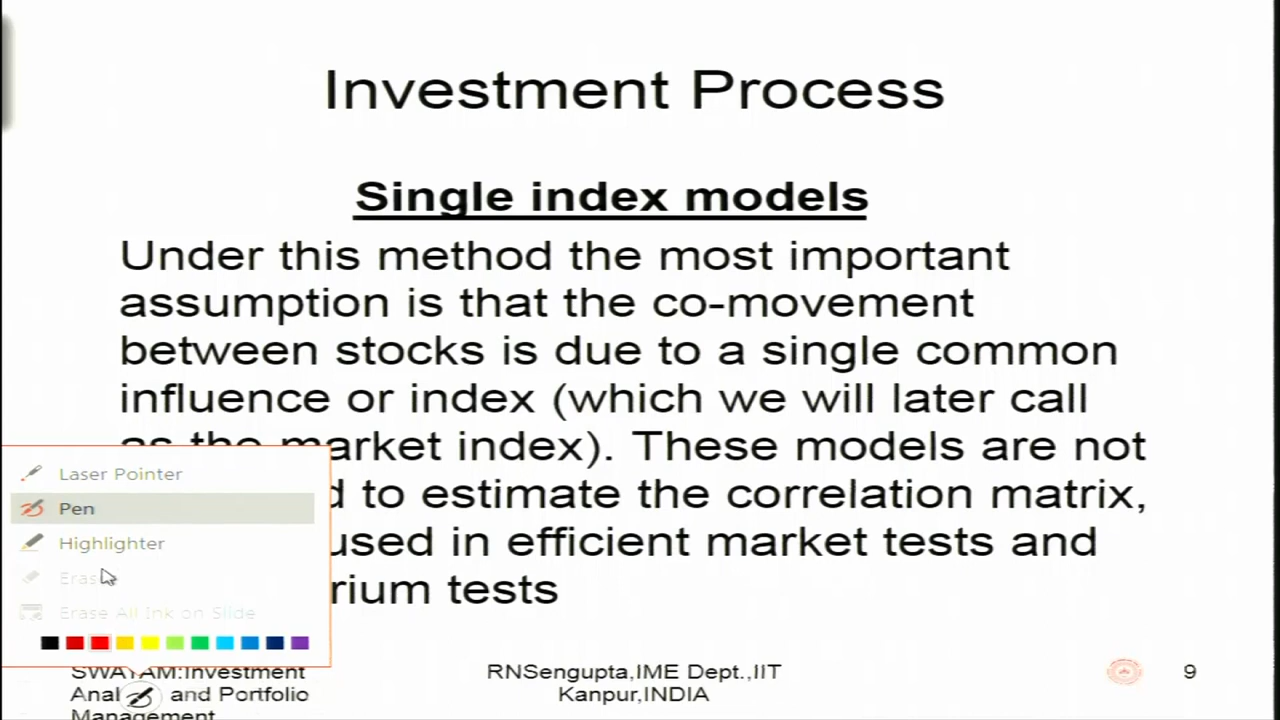 Investment Process
Single index models
Under this method the most important
assumption is that the co-movement
between stocks is due to a single common
influence or index (which we will later call
as the market index). These models are not
to estimate the correlation matrix,
used in efficient market tests and
tests
Laser Pointer
Pen
Highlighter
Erase All Ink on Slide
SWAYAM:Investment
and Portfolio
Management
RNSengupta,IME Dept.,IIT
Kanpur,INDIA
9